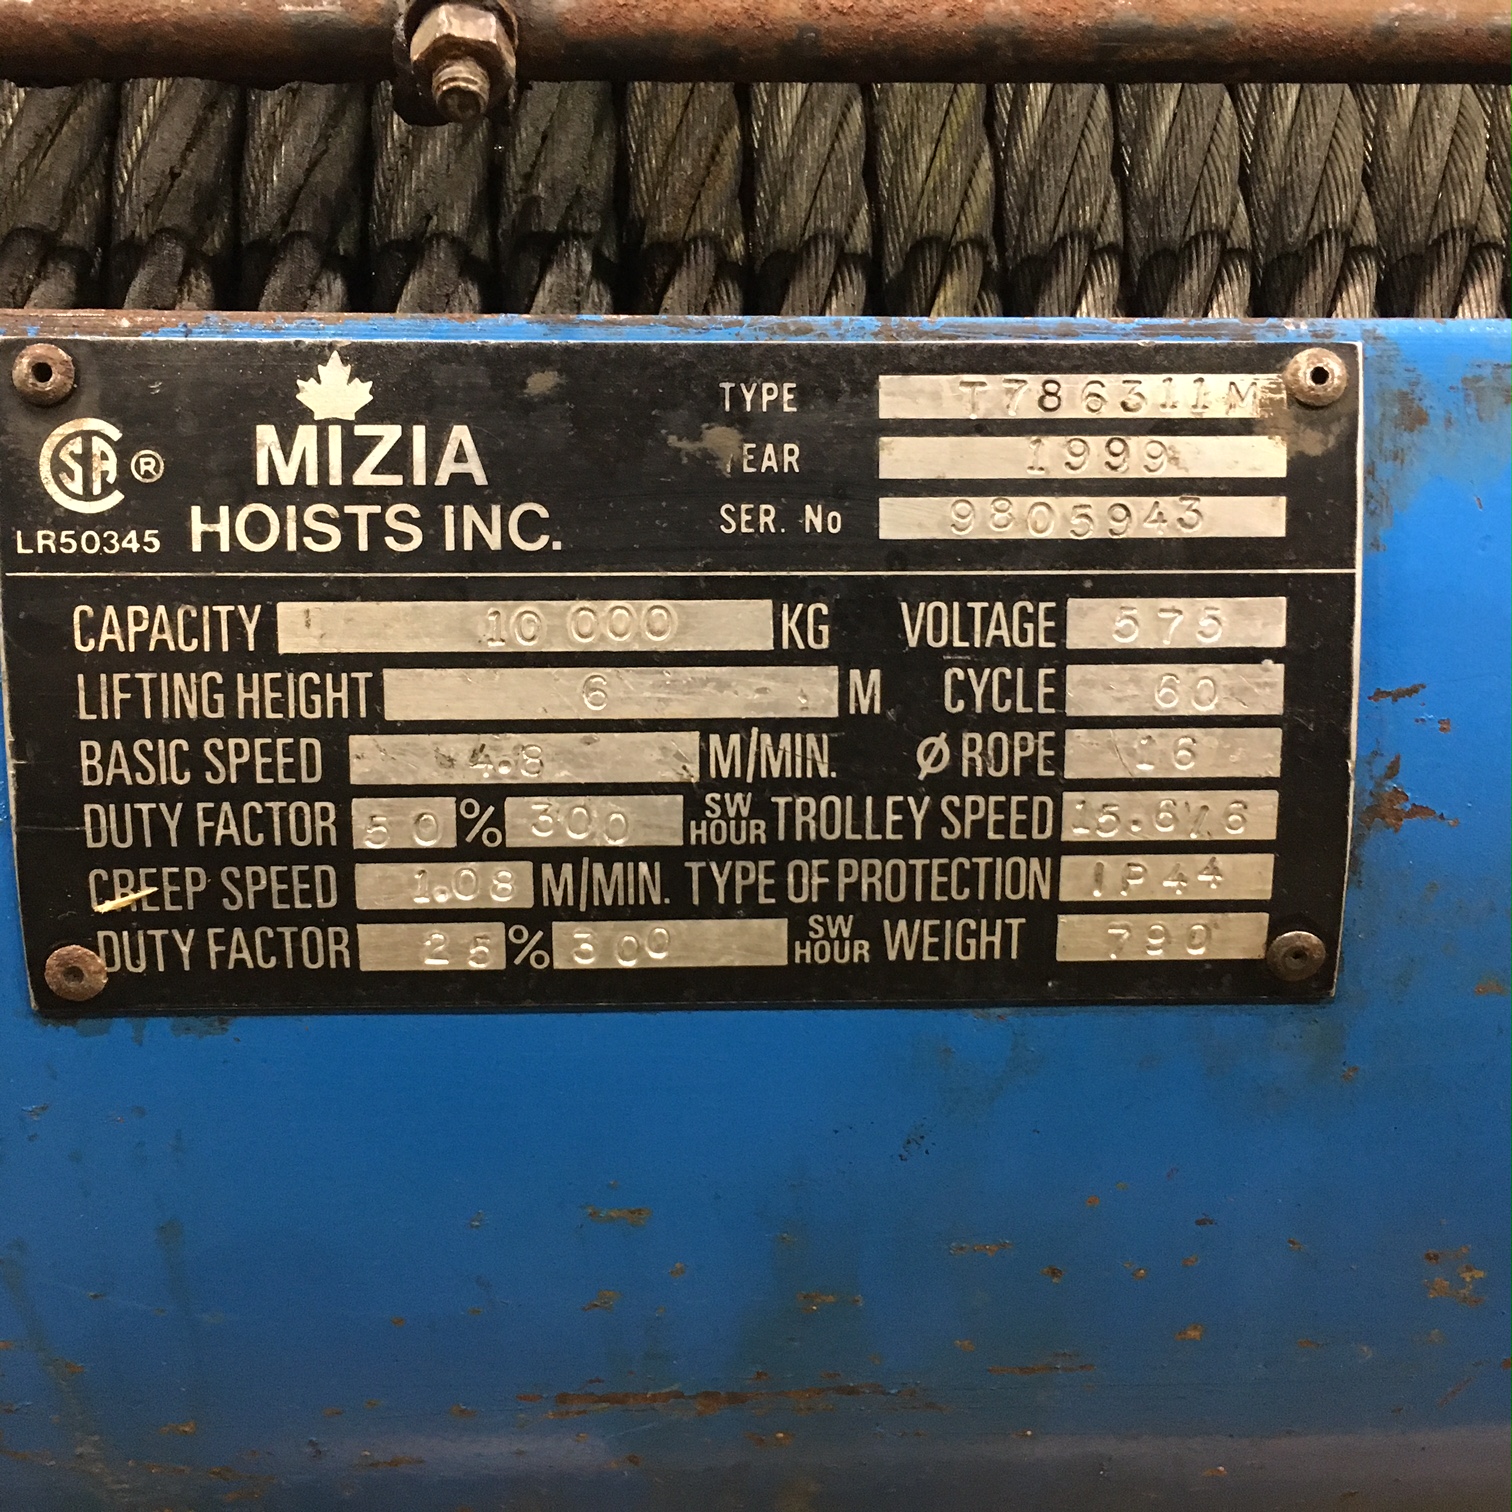 MIZIA
HOISTS INC.
CSA ®
LR50345
TYPE T786311M
YEAR 1999
SER. No 9805943
CAPACITY 10 000 KG VOLTAGE 575
LIFTING HEIGHT 6 M CYCLE 60
BASIC SPEED 4.8 M/MIN. Ø ROPE 16
DUTY FACTOR 50 % 300 SW HOUR TROLLEY SPEED
CREEP SPEED 1.08 M/MIN. TYPE OF PROTECTION IP44
DUTY FACTOR 25 % 300 SW HOUR WEIGHT 790